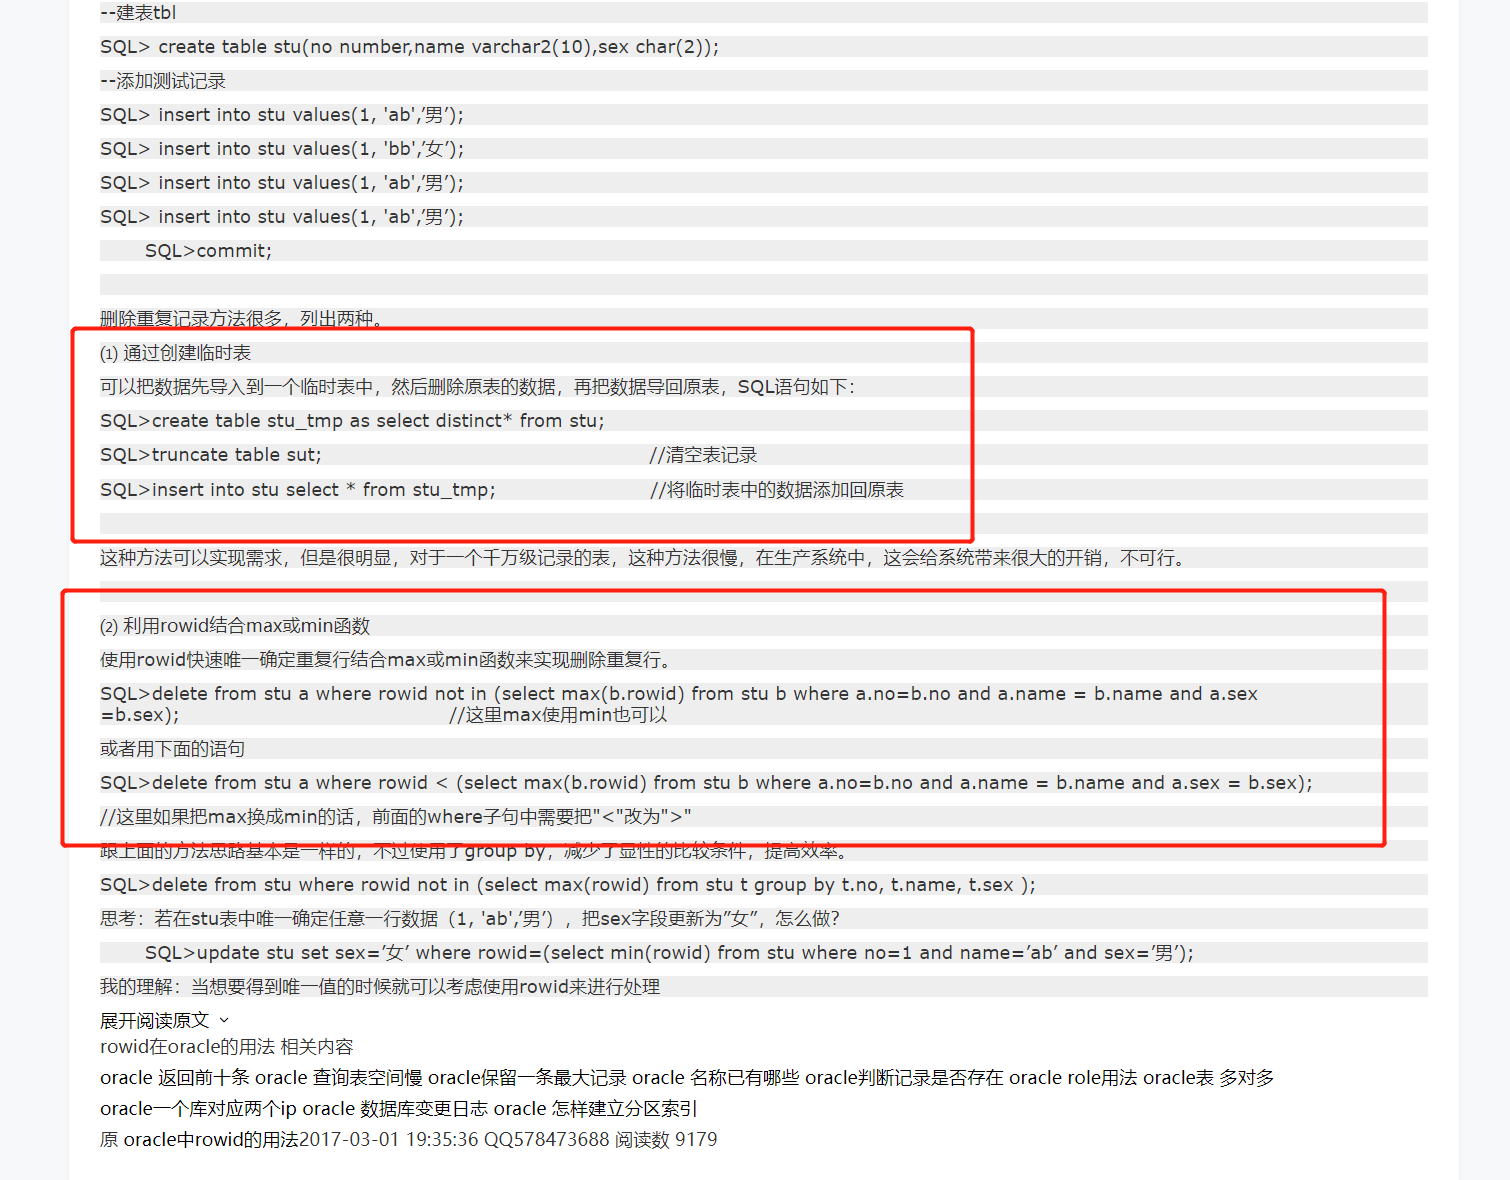 --建表tbl
SQL> create table stu(no number,name varchar2(10),sex char(2));
--添加测试记录
SQL> insert into stu values(1, 'ab',’男’);
SQL> insert into stu values(1, 'bb',’女’);
SQL> insert into stu values(1, 'ab',’男’);
SQL> insert into stu values(1, 'ab',’男’);
SQL>commit;
删除重复记录方法很多，列出两种。
⑴ 通过创建临时表
可以把数据先导入到一个临时表中，然后删除原表的数据，再把数据导回原表，SQL语句如下：
SQL>create table stu_tmp as select distinct* from stu;
SQL>truncate table sut; //清空表记录
SQL>insert into stu select * from stu_tmp; //将临时表中的数据添加回原表
这种方法可以实现需求，但是很明显，对于一个千万级记录的表，这种方法很慢，在生产系统中，这会给系统带来很大的开销，不可行。
⑵ 利用rowid结合max或min函数
使用rowid快速唯一确定重复行结合max或min函数来实现删除重复行。
SQL>delete from stu a where rowid not in (select max(b.rowid) from stu b where a.no=b.no and a.name = b.name and a.sex
=b.sex); //这里max使用min也可以
或者用下面的语句
SQL>delete from stu a where rowid < (select max(b.rowid) from stu b where a.no=b.no and a.name = b.name and a.sex = b.sex);
//这里如果把max换成min的话，前面的where子句中需要把"<"改为">"
跟上面的方法思路基本是一样的，不过使用了group by，减少了显性的比较条件，提高效率。
SQL>delete from stu where rowid not in (select max(rowid) from stu t group by t.no, t.name, t.sex );
思考：若在stu表中唯一确定任意一行数据（1, 'ab',’男’），把sex字段更新为”女”，怎么做？
SQL>update stu set sex=’女’ where rowid=(select min(rowid) from stu where no=1 and name=’ab’ and sex=’男’);
我的理解：当想要得到唯一值的时候就可以考虑使用rowid来进行处理
展开阅读原文
rowid在oracle的用法 相关内容
oracle 返回前十条 oracle 查询表空间慢 oracle保留一条最大记录 oracle 名称已有哪些 oracle判断记录是否存在 oracle role用法 oracle表 多对多
oracle一个库对应两个ip oracle 数据库变更日志 oracle 怎样建立分区索引
原 oracle中rowid的用法2017-03-01 19:35:36 QQ578473688 阅读数 9179